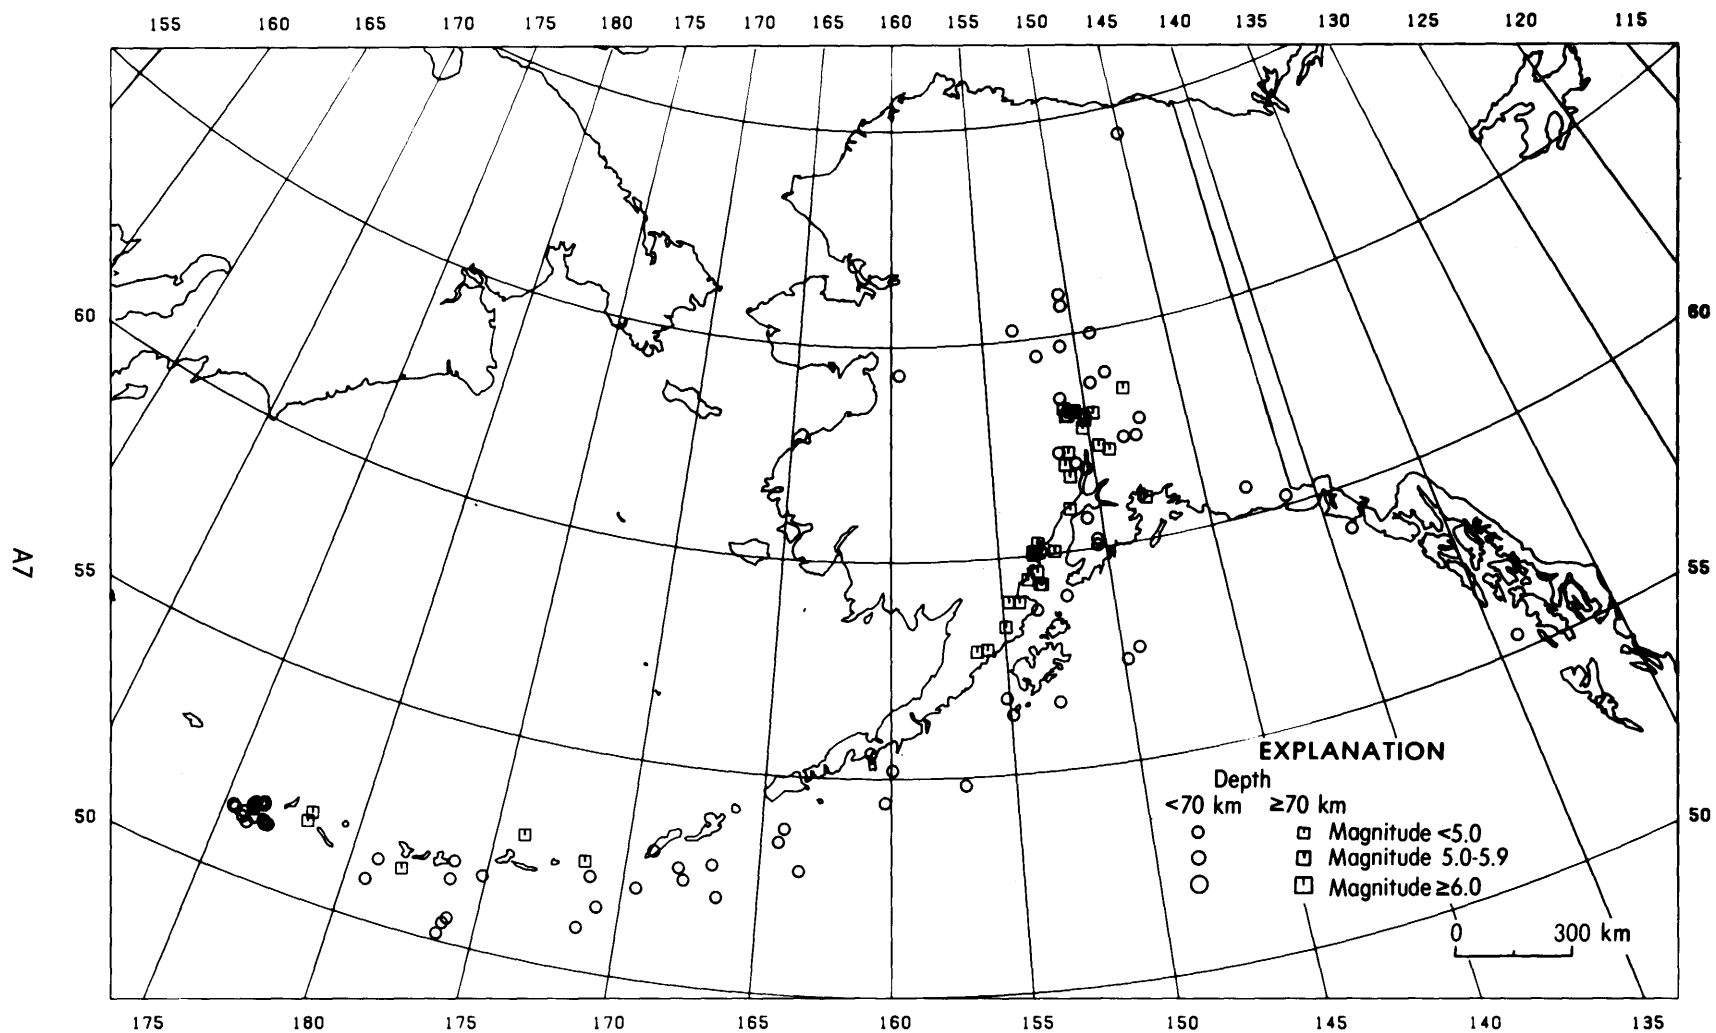 155 160 165 170 175 180 175 170 165 160 155 150 145 140 135 130 125 120 115
60 60
55 55
50 50
A7
EXPLANATION
Depth
<70 km ≥70 km
Magnitude <5.0
Magnitude 5.0-5.9
Magnitude ≥6.0
0 300 km
175 180 175 170 165 160 155 150 145 140